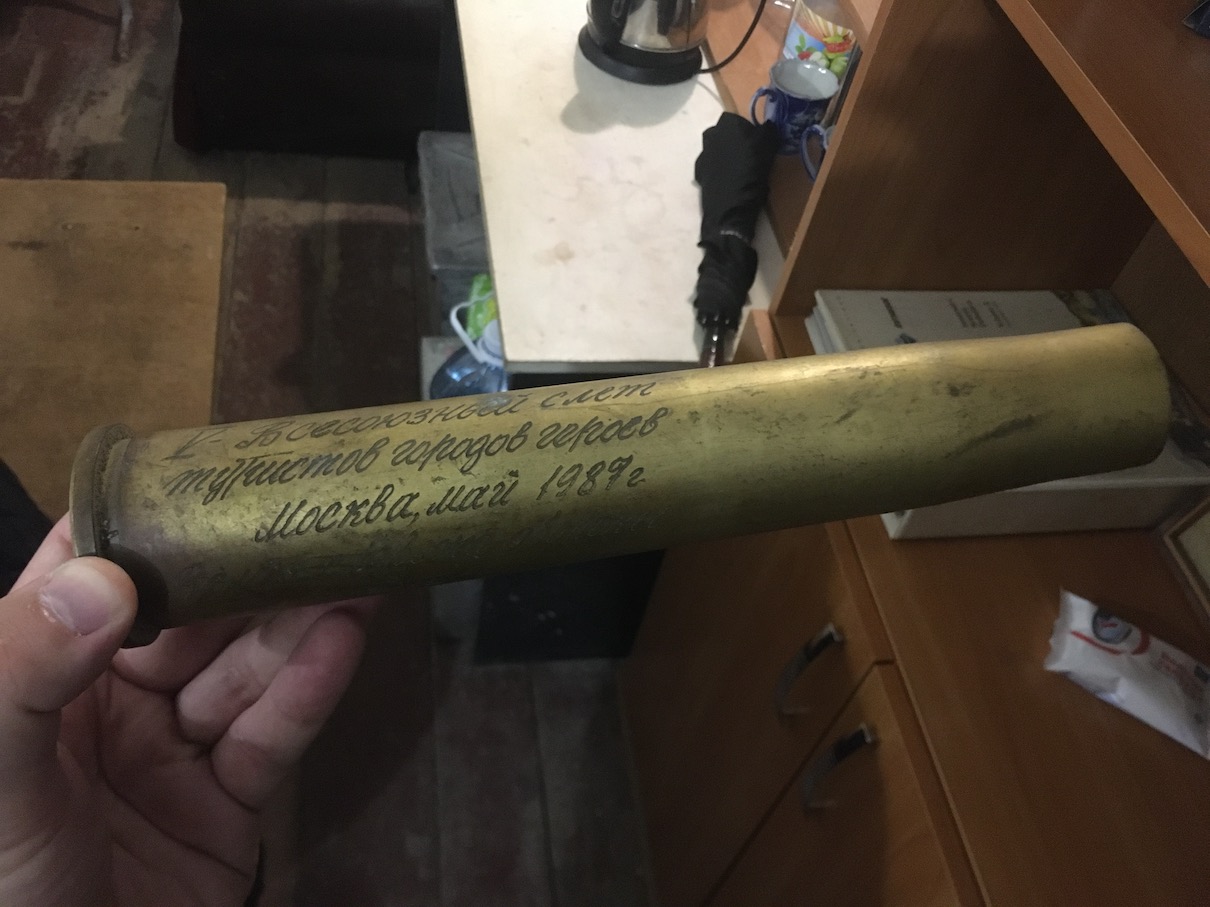 V- Всесоюзный слет
туристов городов героев
Москва, май 1987г